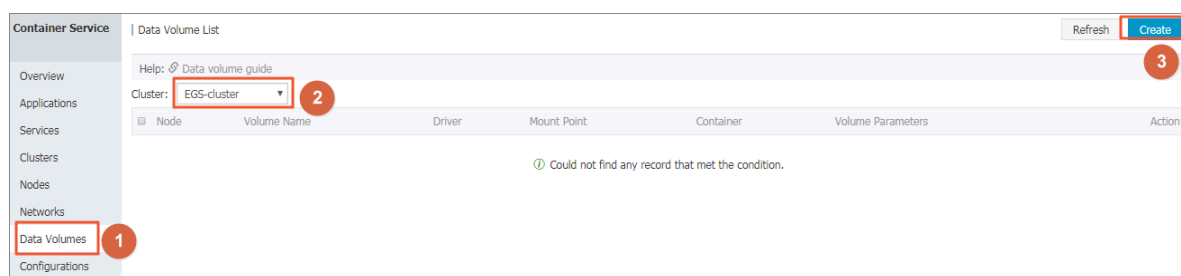 Container Service
Data Volume List
Refresh
Create
3
Help: Data volume guide
Cluster: EGS-cluster
2
Node Volume Name Driver Mount Point Container Volume Parameters Action
Could not find any record that met the condition.
Overview
Applications
Services
Clusters
Nodes
Networks
Data Volumes
1
Configurations